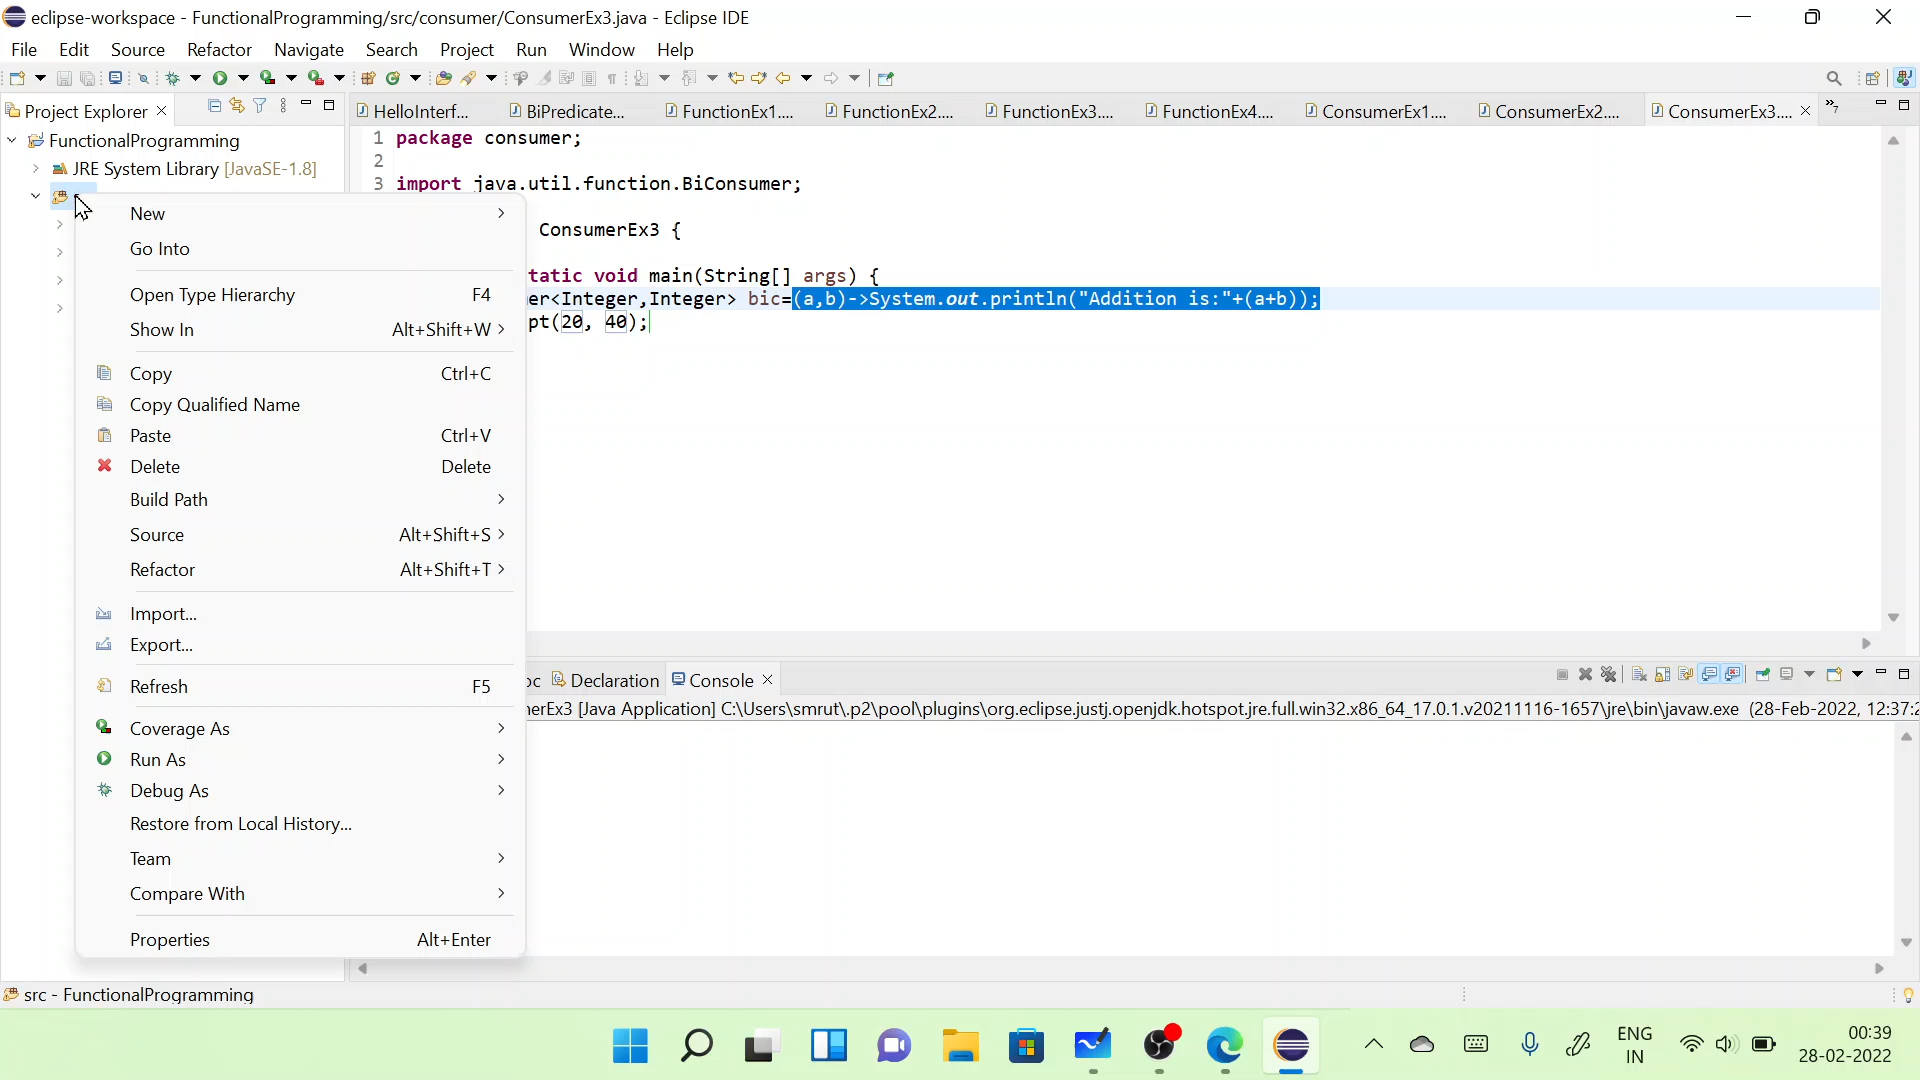 eclipse-workspace - FunctionalProgramming/src/consumer/ConsumerEx3.java - Eclipse IDE
File Edit Source Refactor Navigate Search Project Run Window Help
Project Explorer
HelloInterf... BiPredicate... FunctionEx1.... FunctionEx2.... FunctionEx3.... FunctionEx4.... ConsumerEx1.... ConsumerEx2.... ConsumerEx3.... »7
FunctionalProgramming
JRE System Library [JavaSE-1.8]
1 package consumer;
2
3 import java.util.function.BiConsumer;
ConsumerEx3 {
tatic void main(String[] args) {
er<Integer,Integer> bic=(a,b)->System.out.println("Addition is:"+(a+b));
pt(20, 40);
New
Go Into
Open Type Hierarchy F4
Show In Alt+Shift+W
Copy Ctrl+C
Copy Qualified Name
Paste Ctrl+V
Delete Delete
Build Path
Source Alt+Shift+S
Refactor Alt+Shift+T
Import...
Export...
Refresh F5
Coverage As
Run As
Debug As
Restore from Local History...
Team
Compare With
Properties Alt+Enter
oc Declaration Console
erEx3 [Java Application] C:\Users\smrut\.p2\pool\plugins\org.eclipse.justj.openjdk.hotspot.jre.full.win32.x86_64_17.0.1.v20211116-1657\jre\bin\javaw.exe (28-Feb-2022, 12:37:2
src - FunctionalProgramming
ENG
IN
00:39
28-02-2022